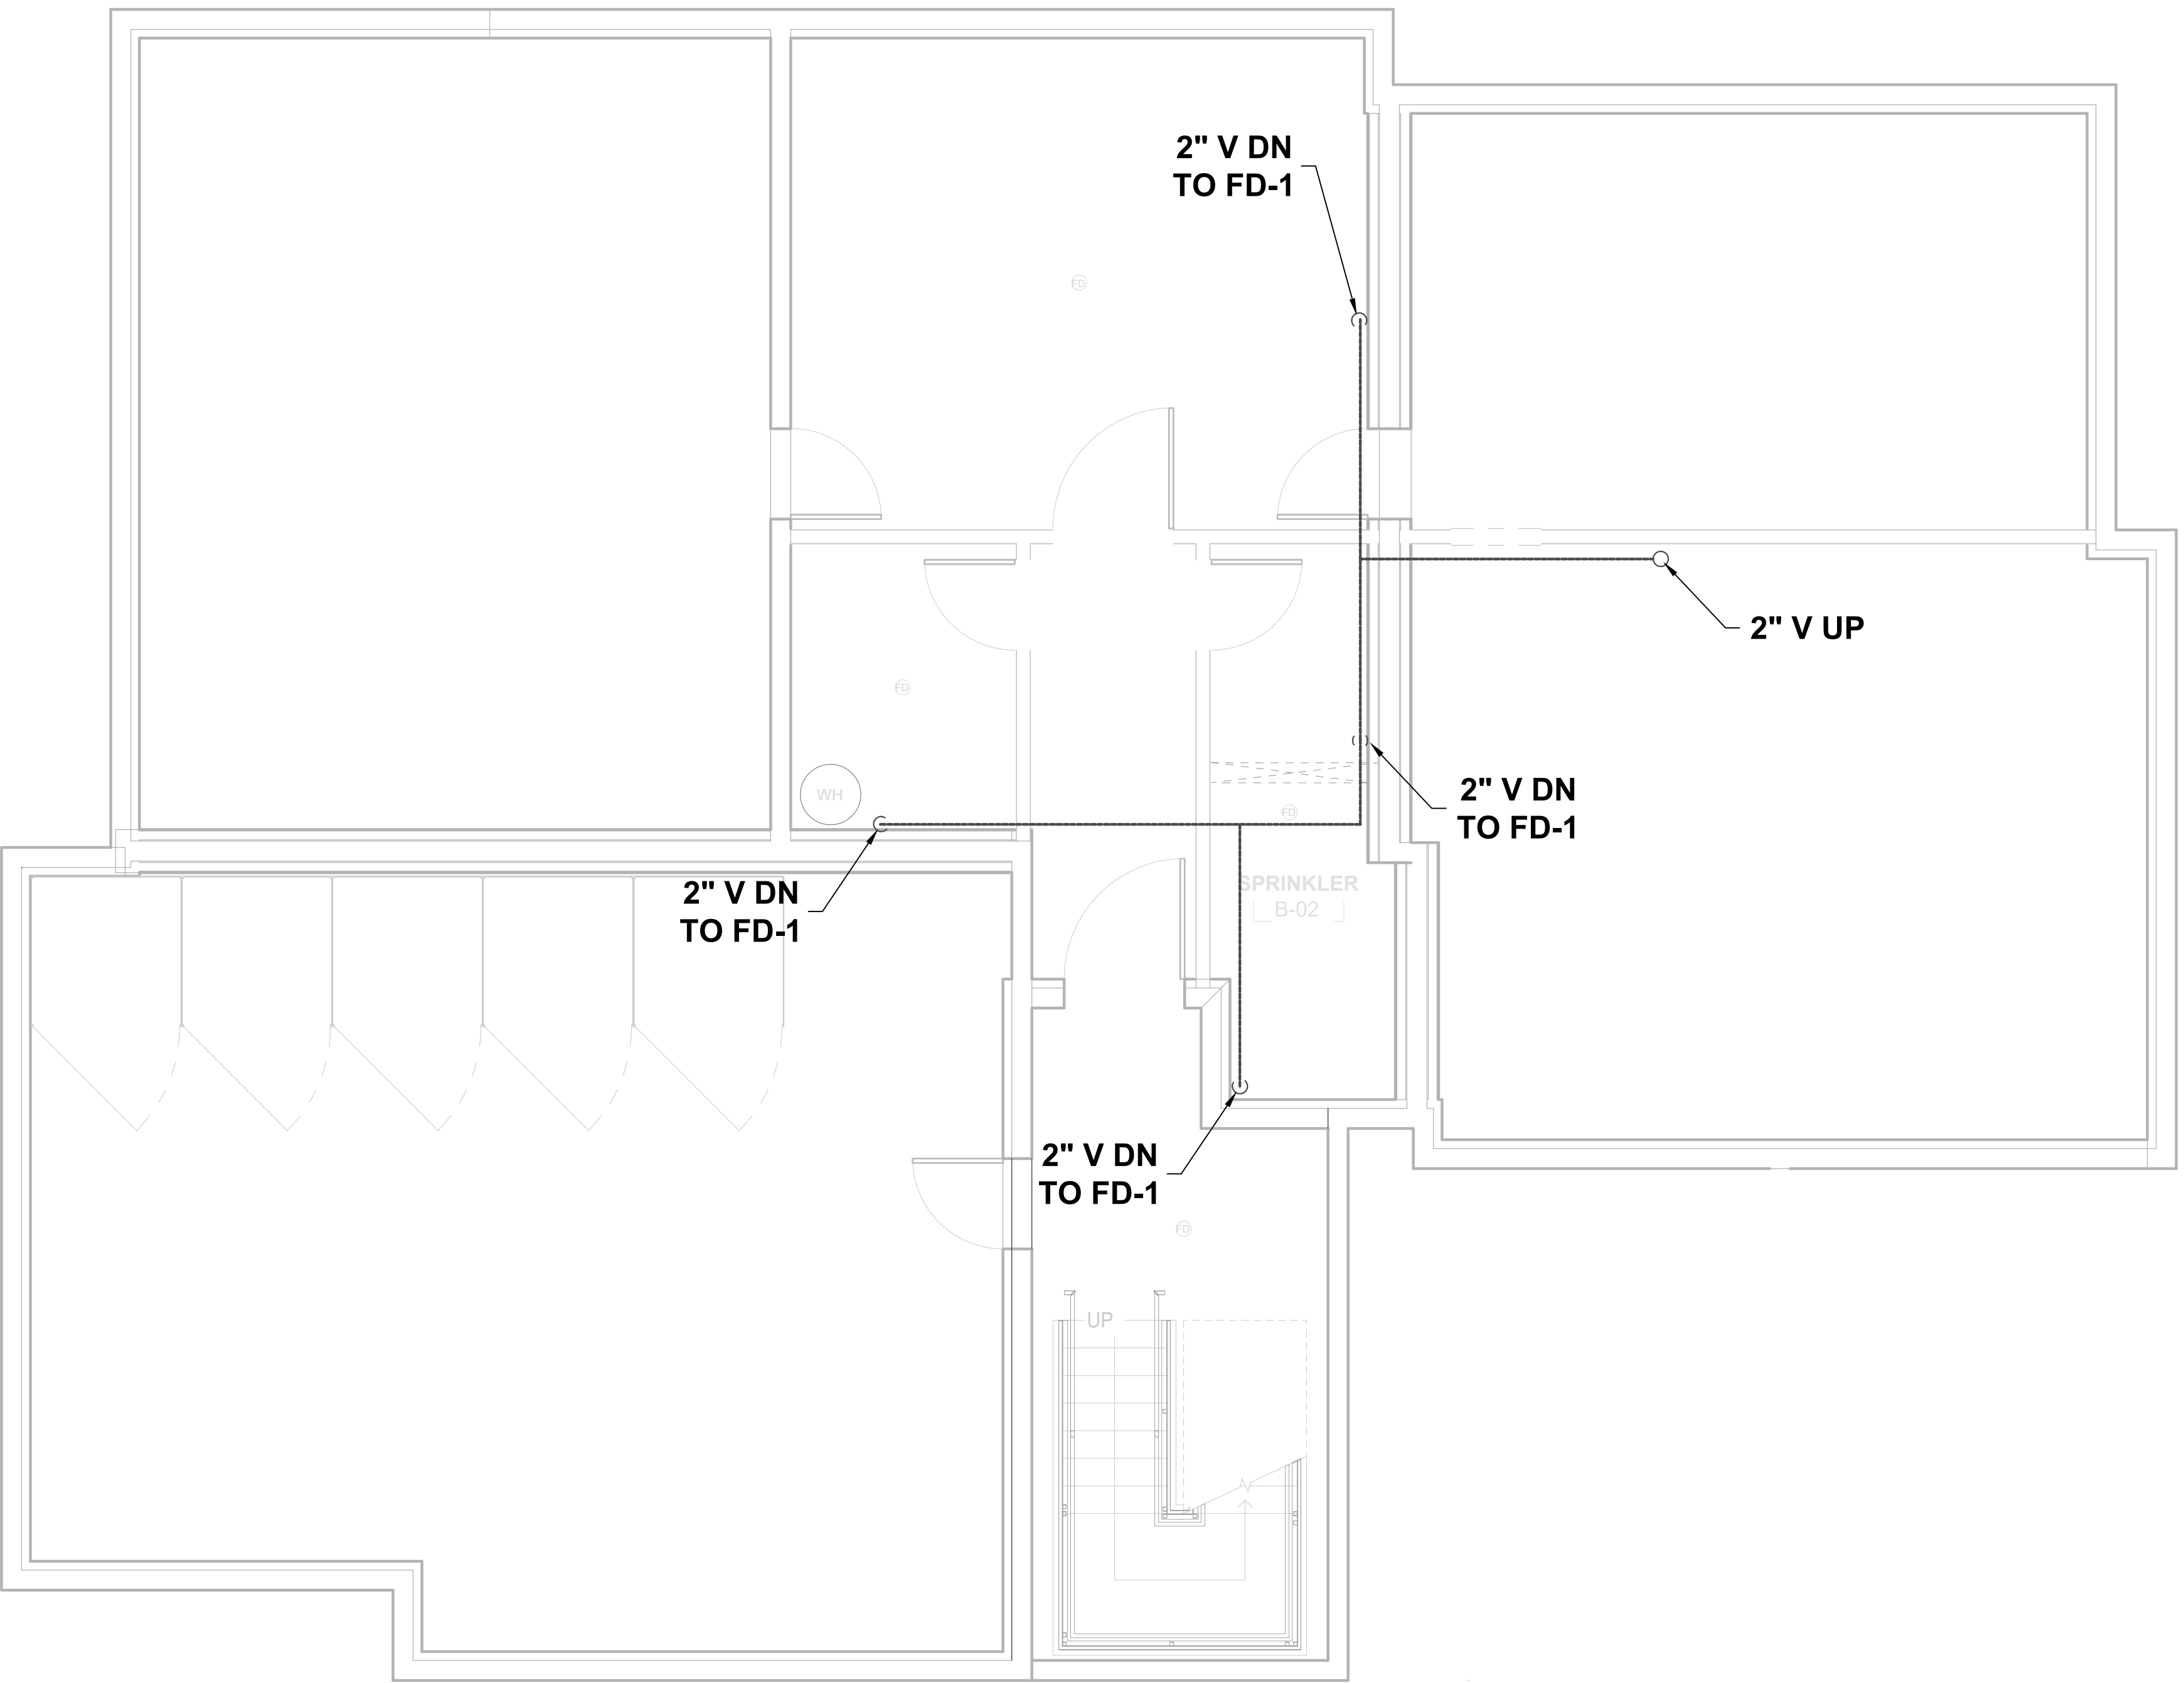 2" V DN
TO FD-1
FD
2" V UP
FD
WH
2" V DN
TO FD-1
FD
2" V DN
TO FD-1
SPRINKLER
B-02
2" V DN
TO FD-1
FD
UP